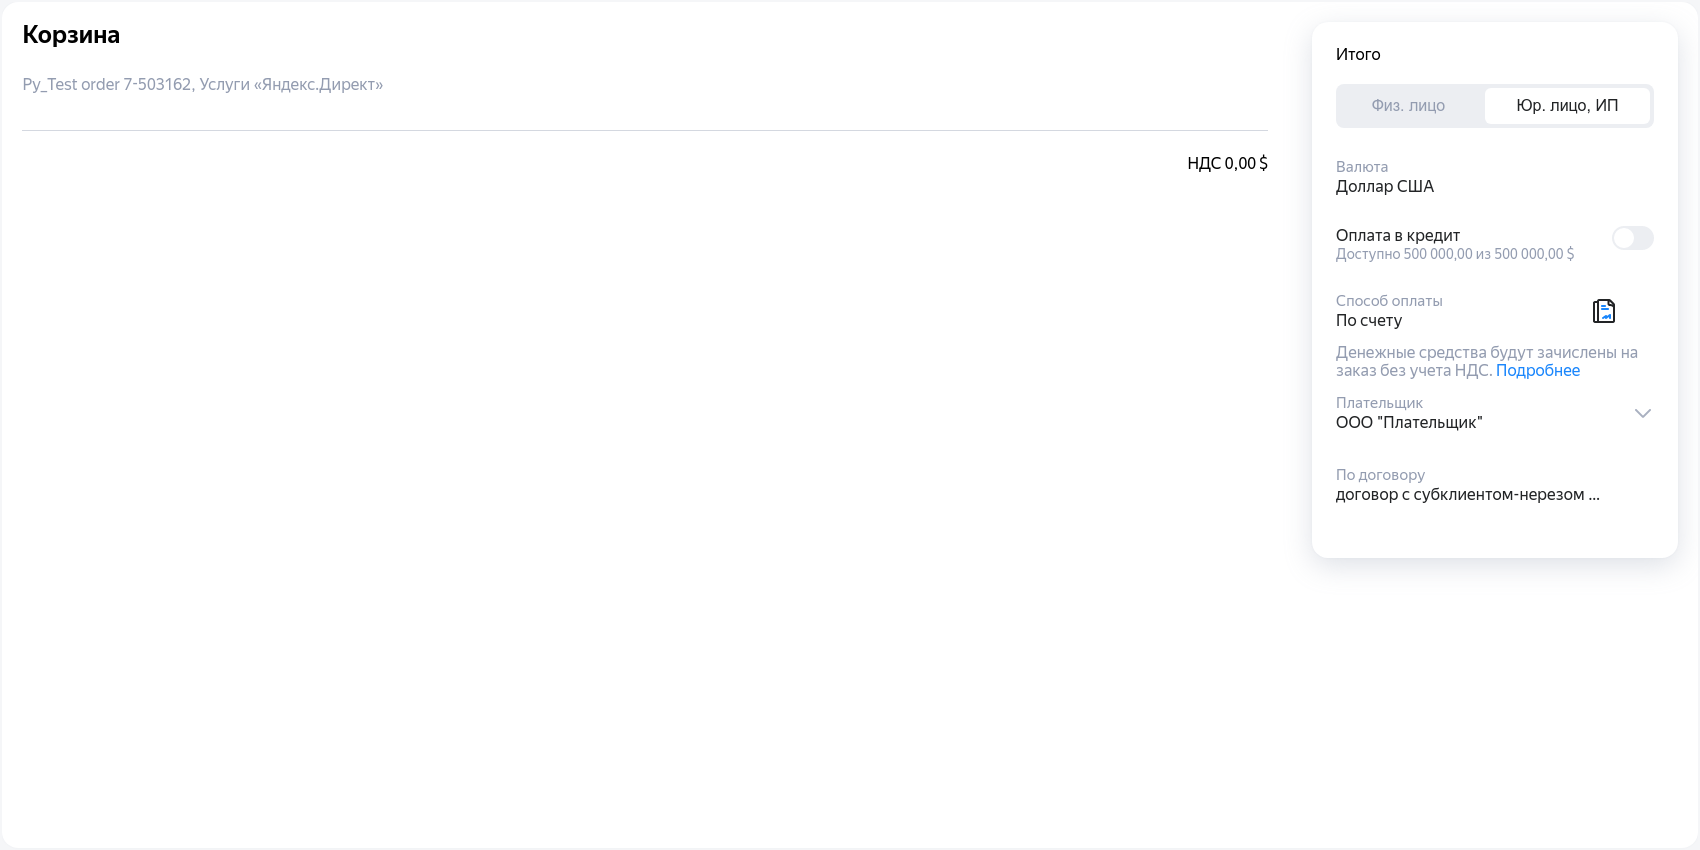 Корзина
Py_Test order 7-503162, Услуги «Яндекс.Директ»
НДС 0,00 $
Итого
Физ. лицо
Юр. лицо, ИП
Валюта
Доллар США
Оплата в кредит
Доступно 500 000,00 из 500 000,00 $
Способ оплаты
По счету
Денежные средства будут зачислены на
заказ без учета НДС. Подробнее
Плательщик
ООО "Плательщик"
По договору
договор с субклиентом-нерезом ...